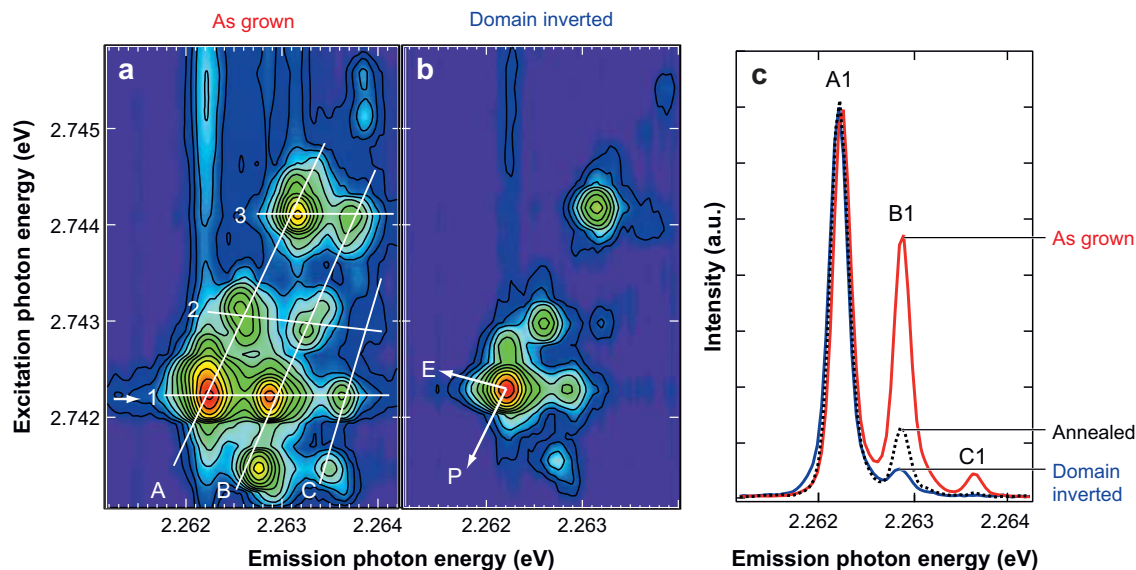 As grown
Domain inverted
a
b
c
Excitation photon energy (eV)
2.745
2.744
2.743
2.742
3
2
1
A
B
C
E
P
2.262
2.263
2.264
2.262
2.263
Emission photon energy (eV)
Intensity (a.u.)
A1
B1
C1
As grown
Annealed
Domain
inverted
2.262
2.263
2.264
Emission photon energy (eV)